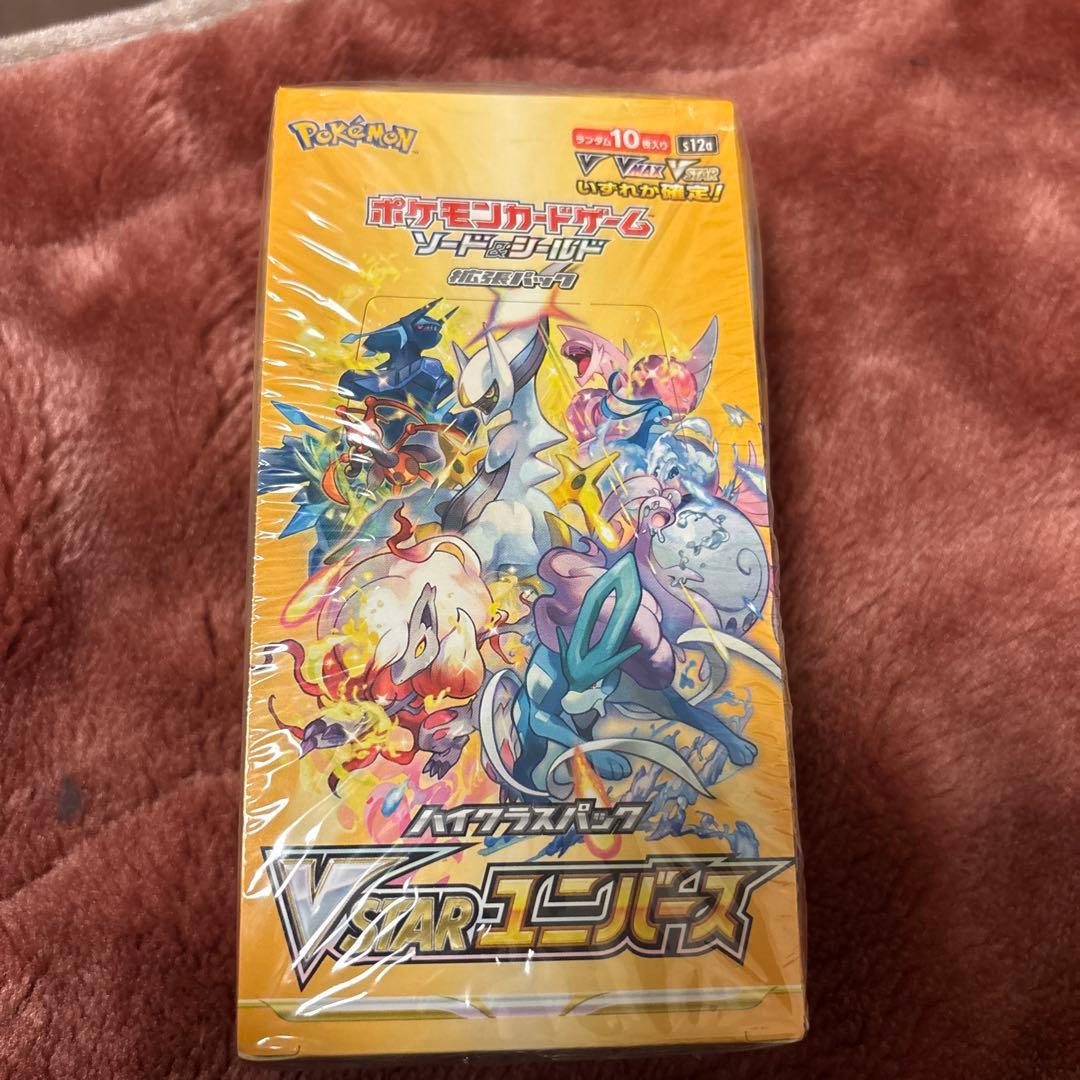 Pokémon
ランダム10枚入り s12a
V VMAX VSTAR
いずれか確定!
ポケモンカードゲーム
ソード&シールド
拡張パック
ハイクラスパック
VSTARユニバース